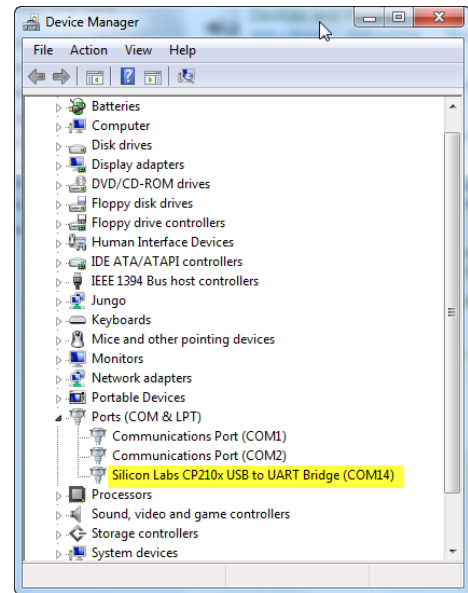 Device Manager
File Action View Help
Batteries
Computer
Disk drives
Display adapters
DVD/CD-ROM drives
Floppy disk drives
Floppy drive controllers
Human Interface Devices
IDE ATA/ATAPI controllers
IEEE 1394 Bus host controllers
Jungo
Keyboards
Mice and other pointing devices
Monitors
Network adapters
Portable Devices
Ports (COM & LPT)
Communications Port (COM1)
Communications Port (COM2)
Silicon Labs CP210x USB to UART Bridge (COM14)
Processors
Sound, video and game controllers
Storage controllers
System devices